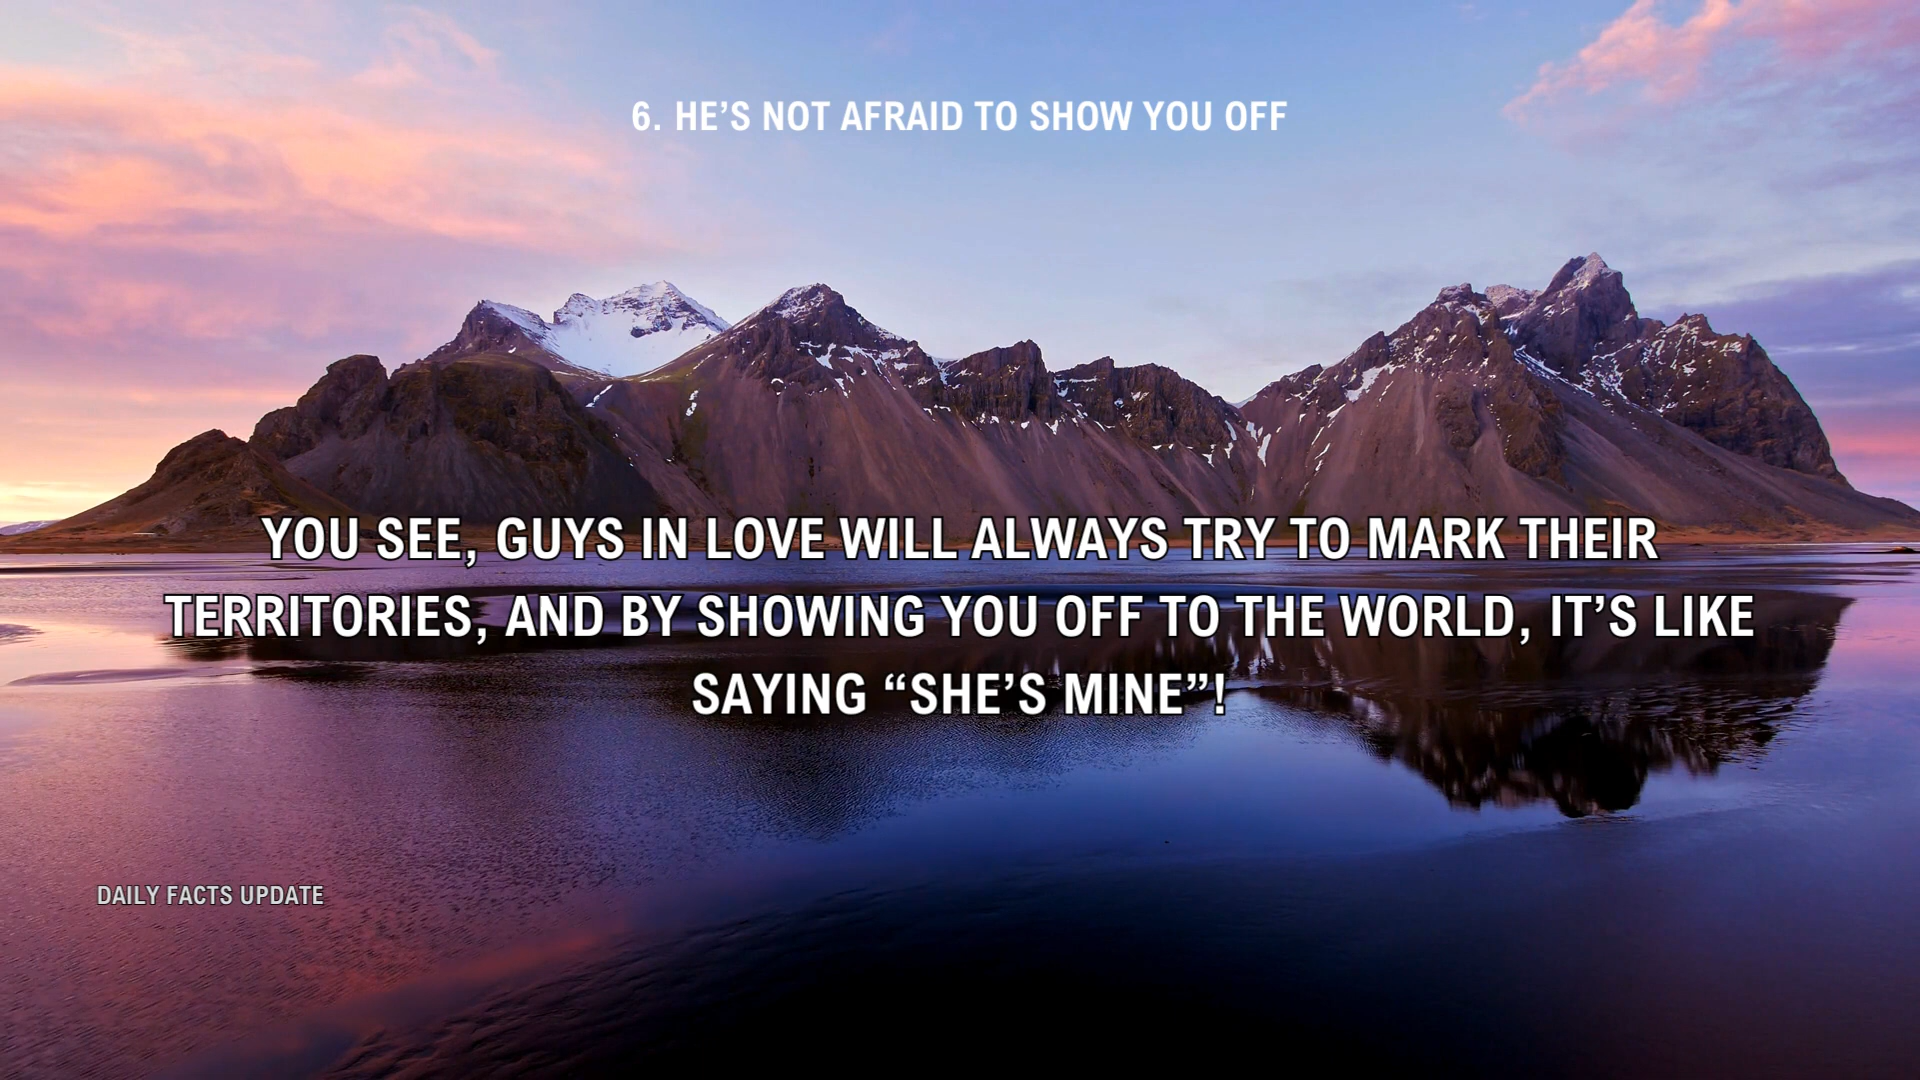 6. HE’S NOT AFRAID TO SHOW YOU OFF
YOU SEE, GUYS IN LOVE WILL ALWAYS TRY TO MARK THEIR
TERRITORIES, AND BY SHOWING YOU OFF TO THE WORLD, IT’S LIKE
SAYING “SHE’S MINE”!
DAILY FACTS UPDATE